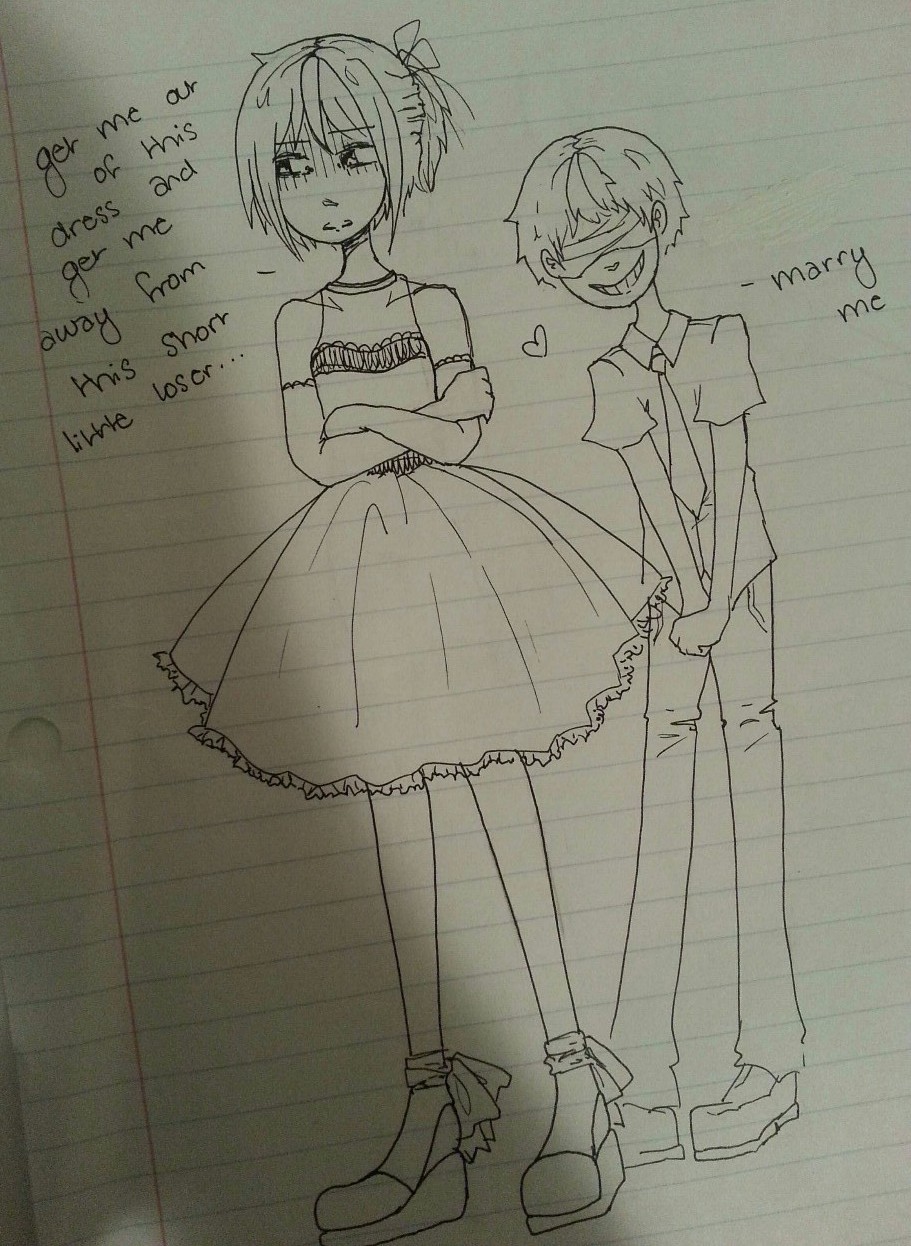 get me out
of this
dress and
get me
away from
this short
little loser...
- marry
me